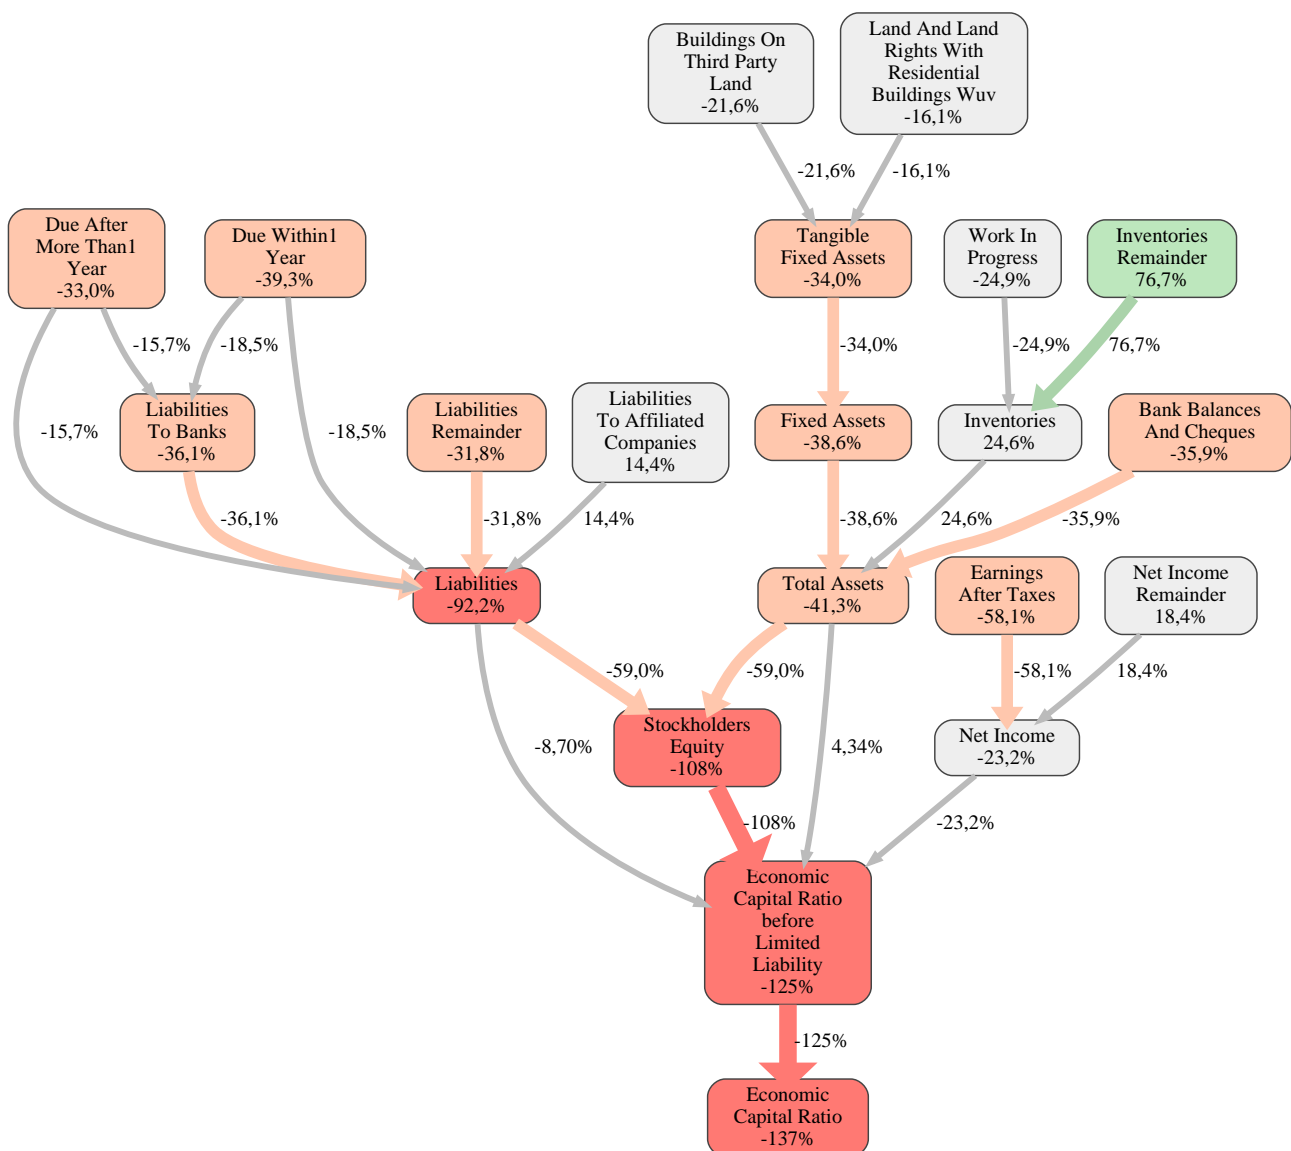 Buildings On
Third Party
Land
-21,6%
Land And Land
Rights With
Residential
Buildings Wuv
-16,1%
-21,6%
-16,1%
Due After
More Than1
Year
-33,0%
Due Within1
Year
-39,3%
Tangible
Fixed Assets
-34,0%
Work In
Progress
-24,9%
Inventories
Remainder
76,7%
-15,7%
-18,5%
-34,0%
-24,9%
76,7%
-15,7%
Liabilities
To Banks
-36,1%
-18,5%
Liabilities
Remainder
-31,8%
Liabilities
To Affiliated
Companies
14,4%
Fixed Assets
-38,6%
Inventories
24,6%
Bank Balances
And Cheques
-35,9%
-36,1%
-31,8%
14,4%
-38,6%
24,6%
-35,9%
Liabilities
-92,2%
Total Assets
-41,3%
Earnings
After Taxes
-58,1%
Net Income
Remainder
18,4%
-59,0%
-59,0%
-58,1%
18,4%
-8,70%
Stockholders
Equity
-108%
4,34%
Net Income
-23,2%
-108%
-23,2%
Economic
Capital Ratio
before
Limited
Liability
-125%
-125%
Economic
Capital Ratio
-137%